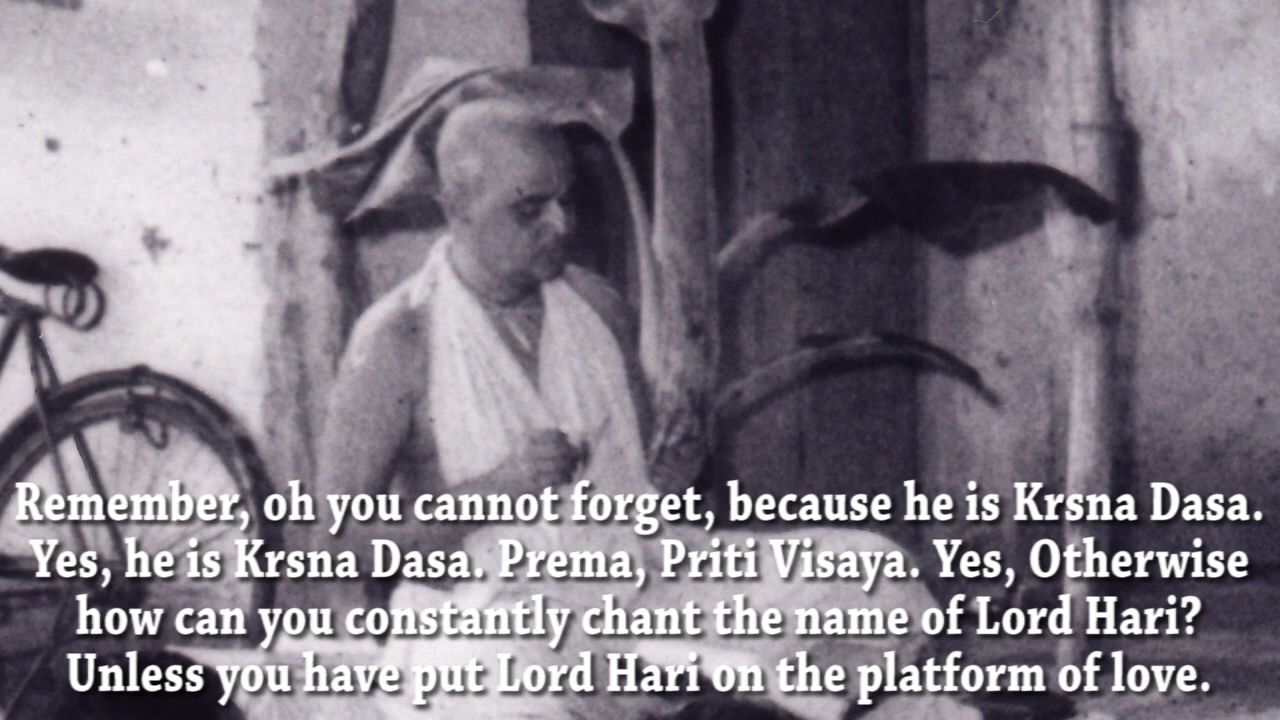 Remember, oh you cannot forget, because he is Krsna Dasa.
Yes, he is Krsna Dasa. Prema, Priti Visaya. Yes, Otherwise
how can you constantly chant the name of Lord Hari?
Unless you have put Lord Hari on the platform of love.